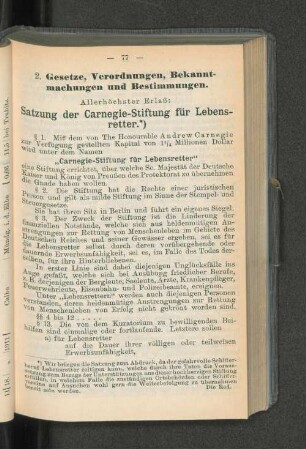 — 77 —
2. Gesetze, Verordnungen, Bekannt-
machungen und Bestimmungen.
Allerhöchster Erlaß:
Satzung der Carnegie-Stiftung für Lebens-
retter.*)
§ 1. Mit dem von The Honourable Andrew Carnegie
zur Verfügung gestellten Kapital von 1¼ Millionen Dollar
wird unter dem Namen
„Carnegie-Stiftung für Lebensretter"
eine Stiftung errichtet, über welche Se. Majestät der Deutsche
Kaiser und König von Preußen das Protektorat zu übernehmen
die Gnade haben wollen.
§ 2. Die Stiftung hat die Rechte einer juristischen
Person und gilt als milde Stiftung im Sinne der Stempel- und
Steuergesetze.
Sie hat ihren Sitz in Berlin und führt ein eigenes Siegel.
§ 3. Der Zweck der Stiftung ist die Linderung der
finanziellen Notstände, welche sich aus heldenmütigen An-
strengungen zur Rettung von Menschenleben im Gebiete des
Deutschen Reiches und seiner Gewässer ergeben, sei es für
die Lebensretter selbst durch deren vorübergehende oder
dauernde Erwerbsunfähigkeit, sei es, im Falle des Todes der-
selben,
In erster Linie sind dabei diejenigen Unglücksfälle ins
Auge gefaßt, welche sich bei Ausübung friedlicher Berufe,
z. B. derjenigen der Bergleute, Seeleute, Ärzte, Krankenpfleger,
Feuerwehrleute, Eisenbahn- und Polizeibeamte, ereignen.
Unter „Lebensrettern" werden auch diejenigen Personen
verstanden, deren heldenmütige Anstrengungen zur Rettung
von Menschenleben von Erfolg nicht gekrönt worden sind.
§§ 4 bis 12
§ 13. Die von dem Kuratorium zu bewilligenden Bei-
hülfen sind einmalige oder fortlaufende. Letztere sollen
a) für Lebensretter
auf die Dauer ihrer völligen oder teilweisen
Erwerbsunfähigkeit,
*) Wir bringen die Satzung zum Abdruck, da der
Die Red.